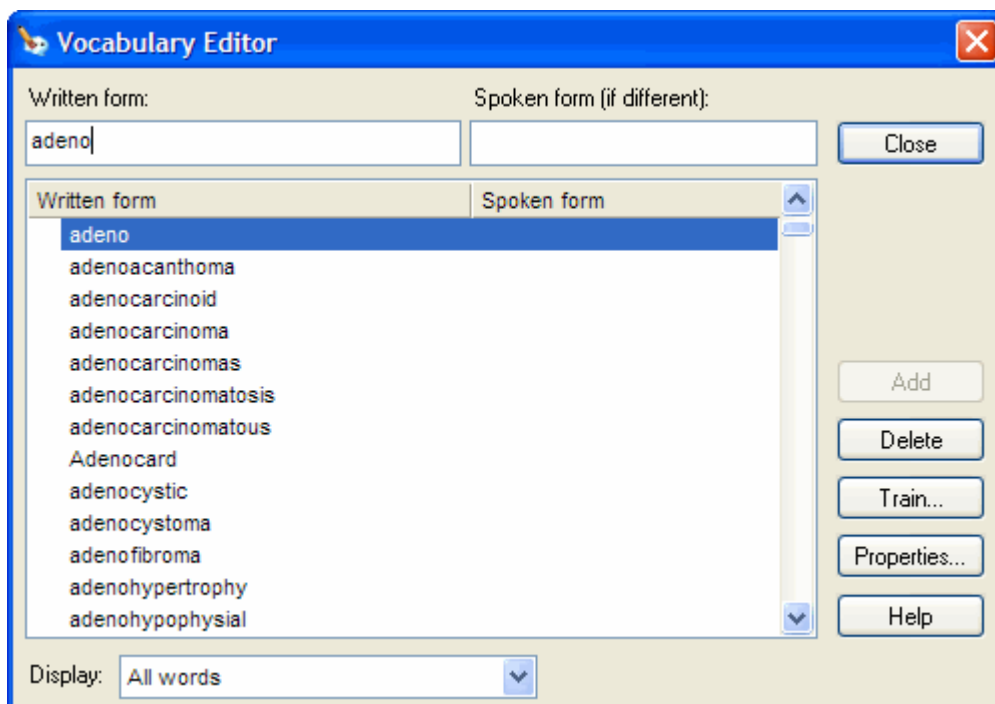 Vocabulary Editor
Written form: Spoken form (if different):
adeno
Close
Written form Spoken form
adeno
adenoacanthoma
adenocarcinoid
adenocarcinoma
adenocarcinomas
adenocarcinomatosis
adenocarcinomatous
Adenocard
adenocystic
adenocystoma
adenofibroma
adenohypertrophy
adenohypophysial
Add
Delete
Train...
Properties...
Help
Display: All words